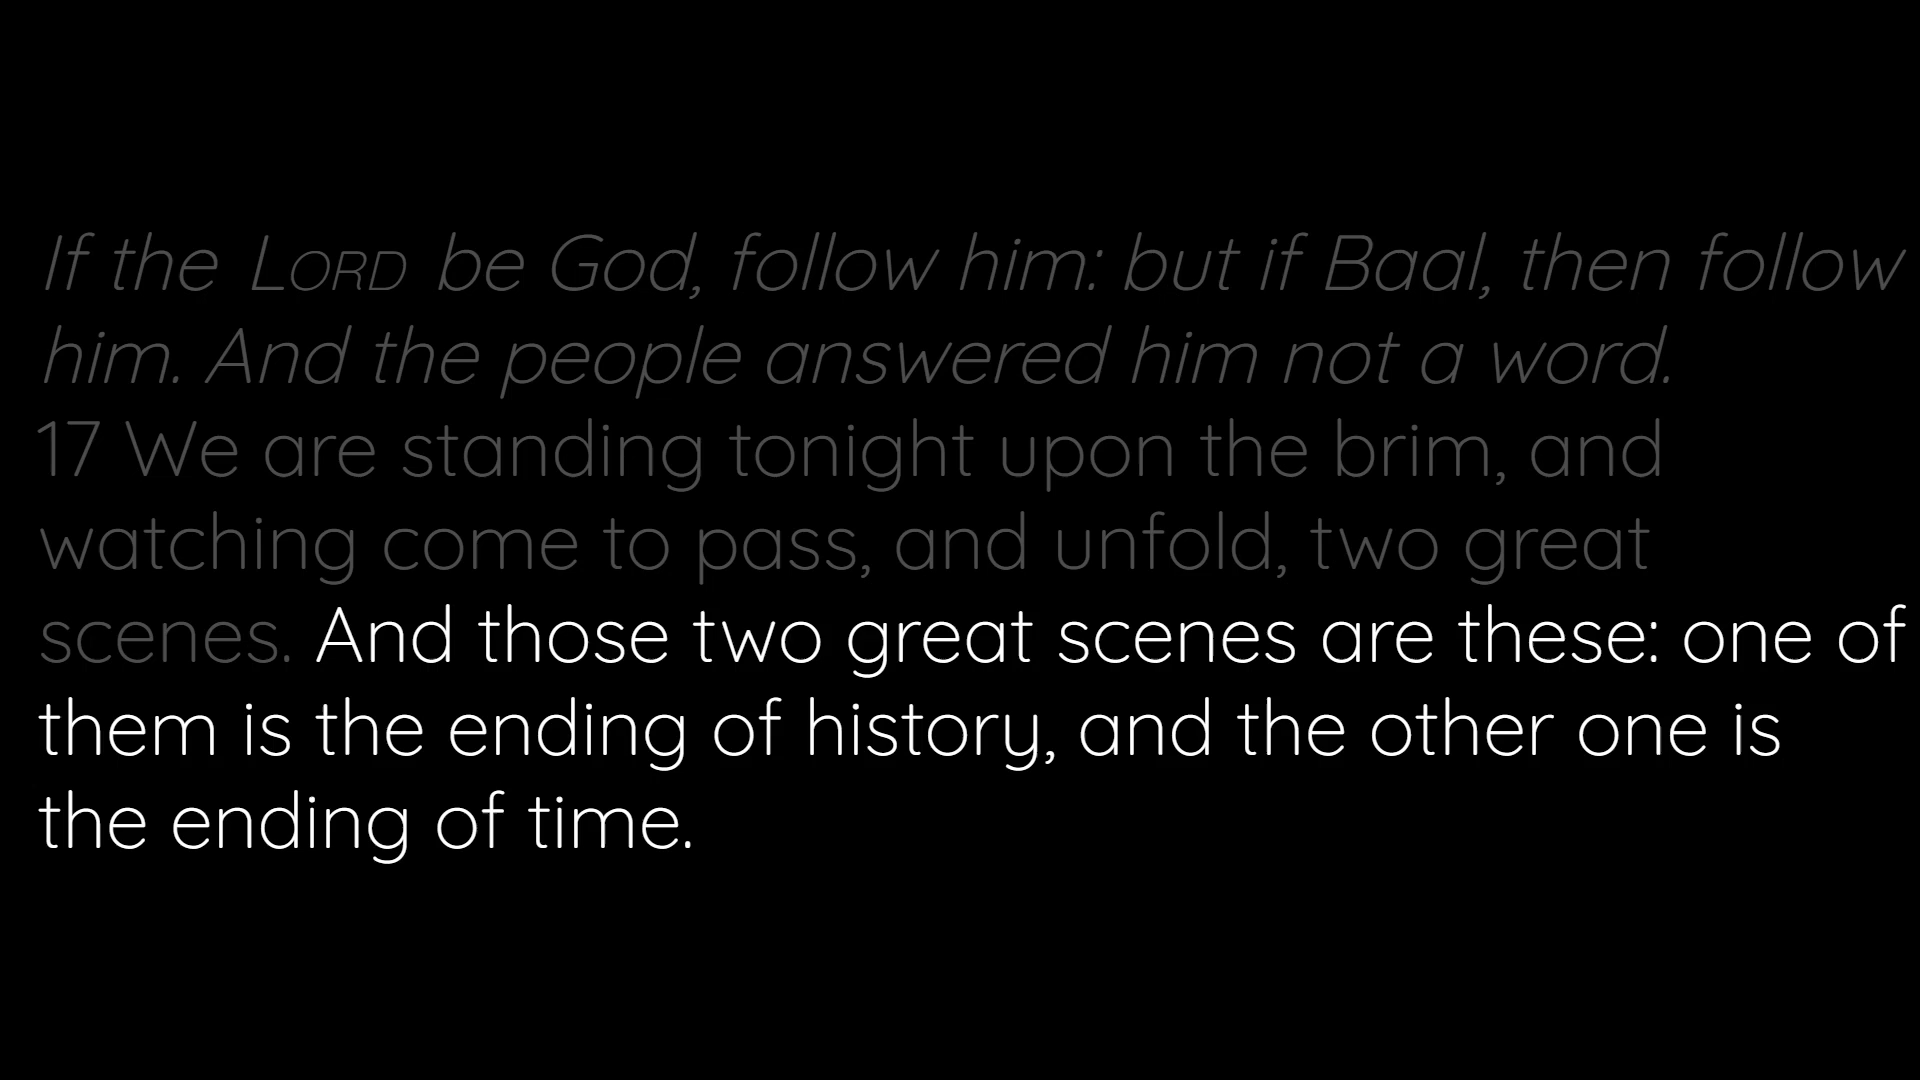 If the LORD be God, follow him: but if Baal, then follow
him. And the people answered him not a word.
17 We are standing tonight upon the brim, and
watching come to pass, and unfold, two great
scenes. And those two great scenes are these: one of
them is the ending of history, and the other one is
the ending of time.